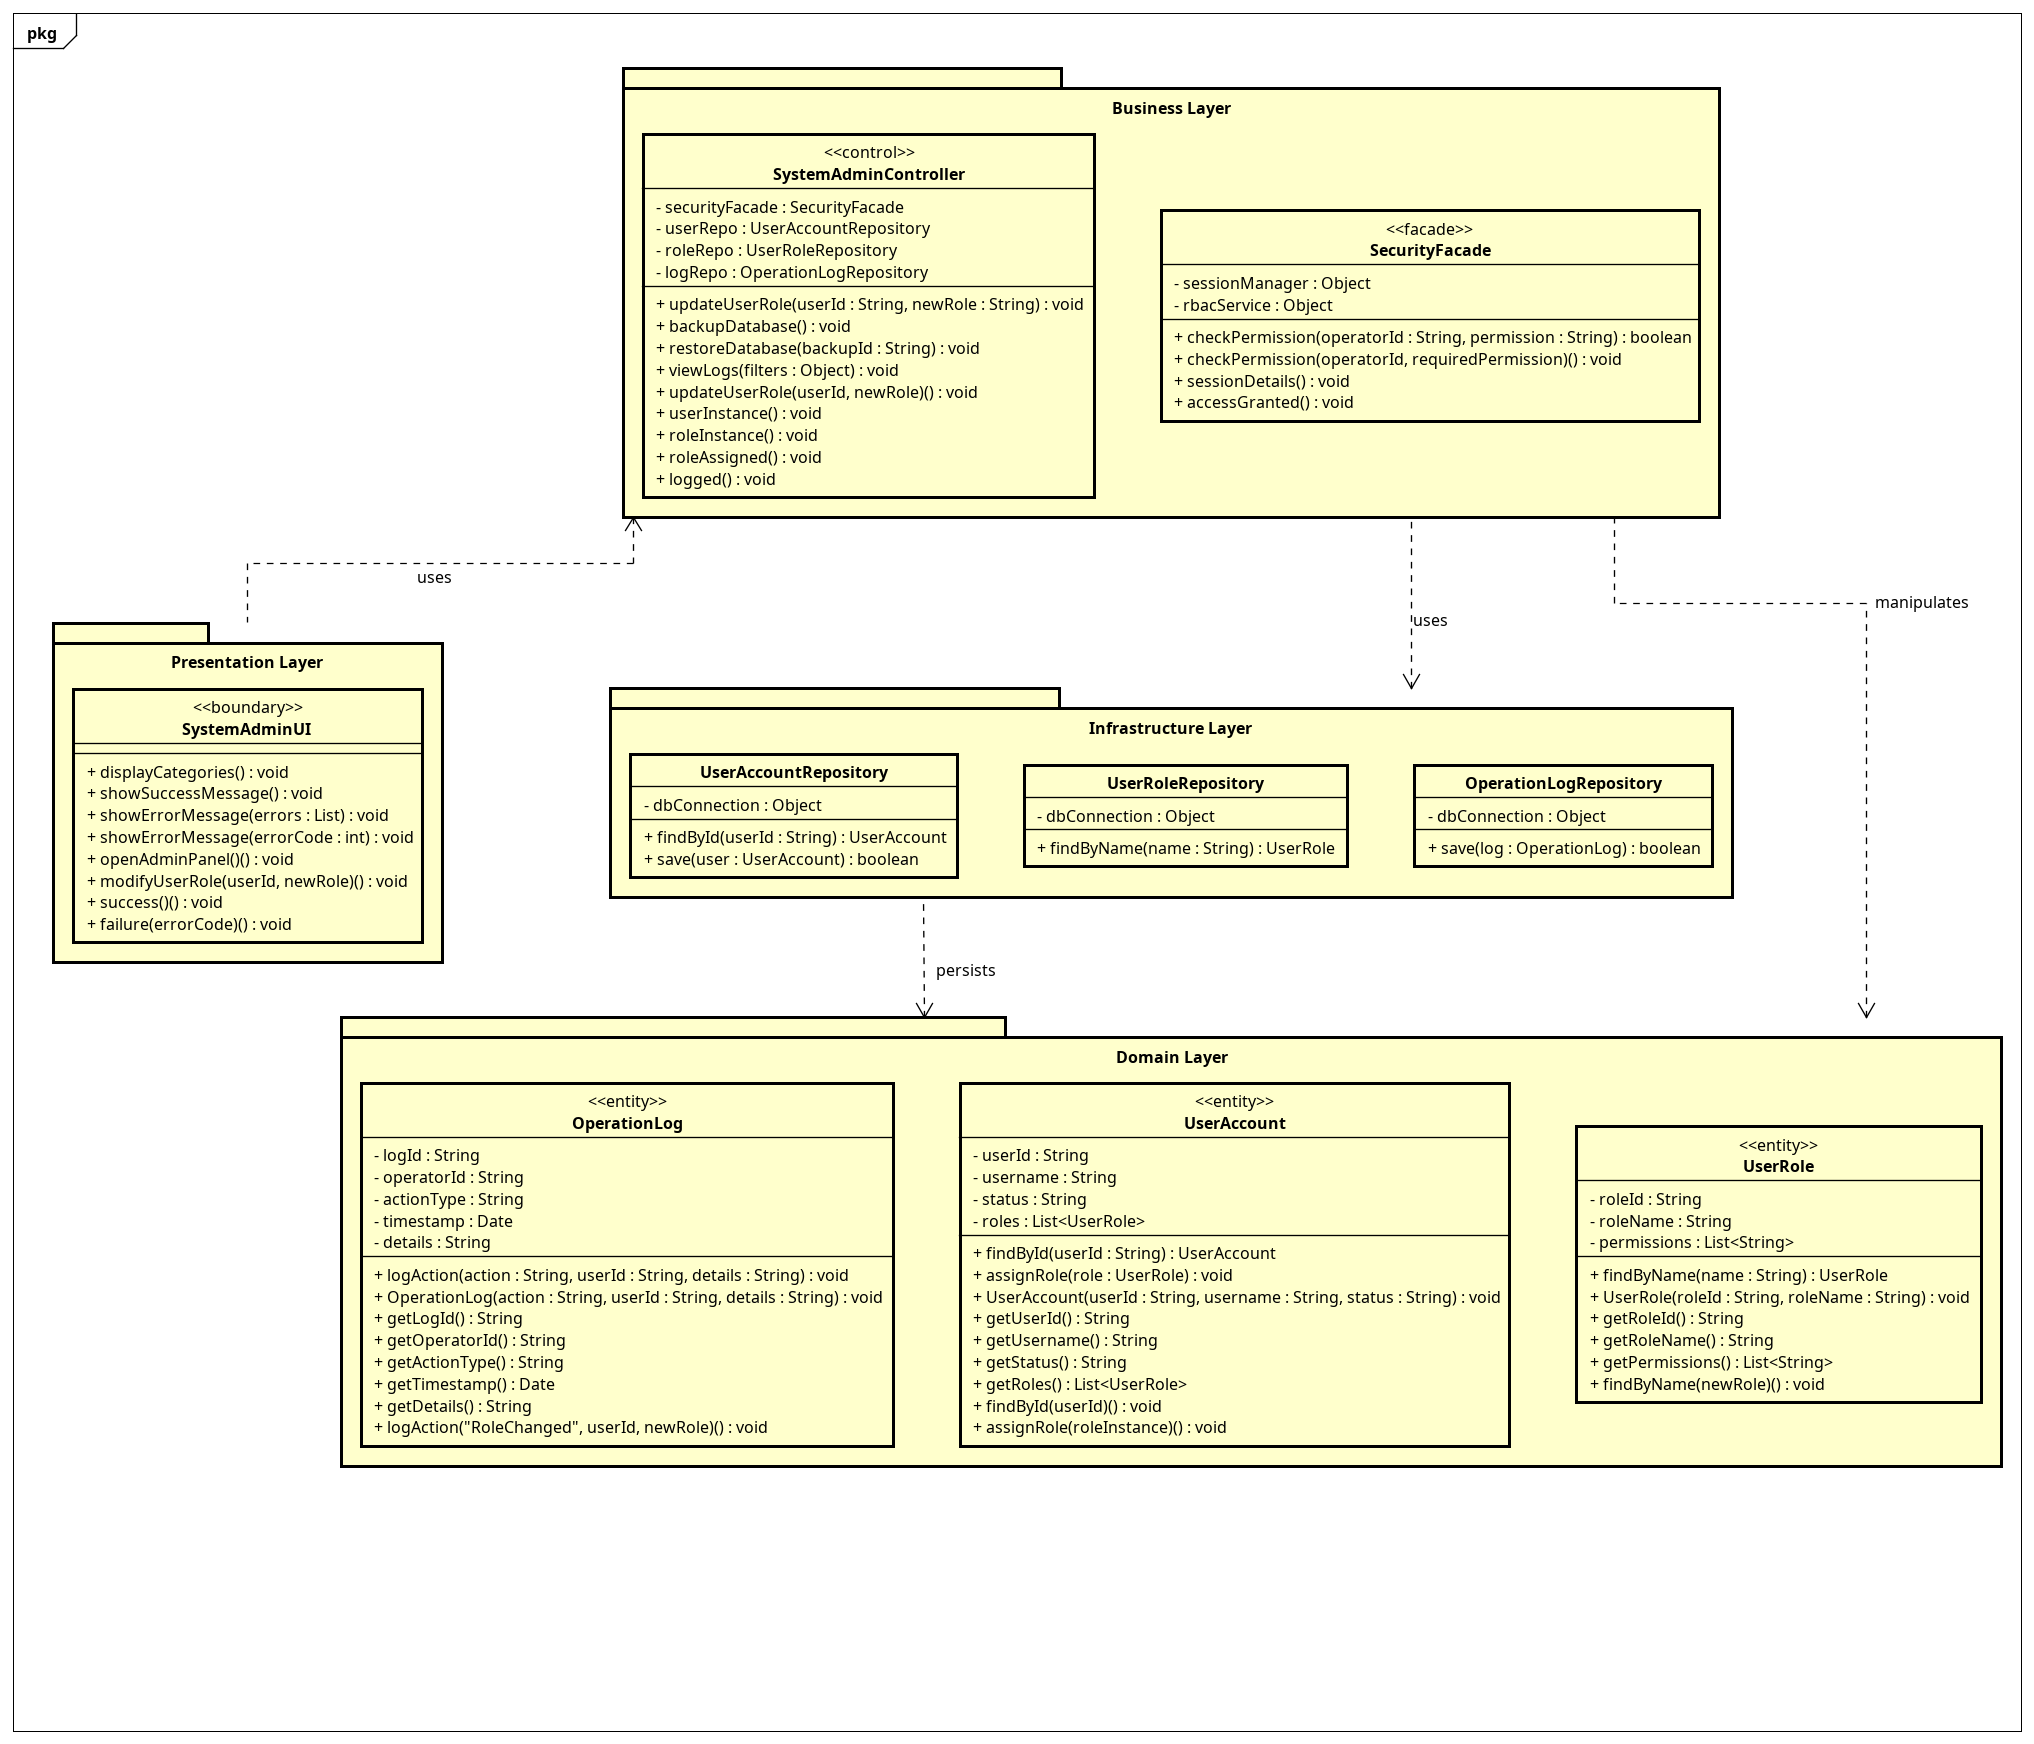 pkg
Business Layer
<<control>>
SystemAdminController
- securityFacade : SecurityFacade
- userRepo : UserAccountRepository
- roleRepo : UserRoleRepository
- logRepo : OperationLogRepository
+ updateUserRole(userId : String, newRole : String) : void
+ backupDatabase() : void
+ restoreDatabase(backupId : String) : void
+ viewLogs(filters : Object) : void
+ updateUserRole(userId, newRole)() : void
+ userInstance() : void
+ roleInstance() : void
+ roleAssigned() : void
+ logged() : void
<<facade>>
SecurityFacade
- sessionManager : Object
- rbacService : Object
+ checkPermission(operatorId : String, permission : String) : boolean
+ checkPermission(operatorId, requiredPermission)() : void
+ sessionDetails() : void
+ accessGranted() : void
uses
uses
manipulates
Presentation Layer
<<boundary>>
SystemAdminUI
+ displayCategories() : void
+ showSuccessMessage() : void
+ showErrorMessage(errors : List) : void
+ showErrorMessage(errorCode : int) : void
+ openAdminPanel()() : void
+ modifyUserRole(userId, newRole)() : void
+ success()() : void
+ failure(errorCode)() : void
Infrastructure Layer
UserAccountRepository
- dbConnection : Object
+ findById(userId : String) : UserAccount
+ save(user : UserAccount) : boolean
UserRoleRepository
- dbConnection : Object
+ findByName(name : String) : UserRole
OperationLogRepository
- dbConnection : Object
+ save(log : OperationLog) : boolean
persists
Domain Layer
<<entity>>
OperationLog
- logId : String
- operatorId : String
- actionType : String
- timestamp : Date
- details : String
+ logAction(action : String, userId : String, details : String) : void
+ OperationLog(action : String, userId : String, details : String) : void
+ getLogId() : String
+ getOperatorId() : String
+ getActionType() : String
+ getTimestamp() : Date
+ getDetails() : String
+ logAction("RoleChanged", userId, newRole)() : void
<<entity>>
UserAccount
- userId : String
- username : String
- status : String
- roles : List<UserRole>
+ findById(userId : String) : UserAccount
+ assignRole(role : UserRole) : void
+ UserAccount(userId : String, username : String, status : String) : void
+ getUserId() : String
+ getUsername() : String
+ getStatus() : String
+ getRoles() : List<UserRole>
+ findById(userId)() : void
+ assignRole(roleInstance)() : void
<<entity>>
UserRole
- roleId : String
- roleName : String
- permissions : List<String>
+ findByName(name : String) : UserRole
+ UserRole(roleId : String, roleName : String) : void
+ getRoleId() : String
+ getRoleName() : String
+ getPermissions() : List<String>
+ findByName(newRole)() : void